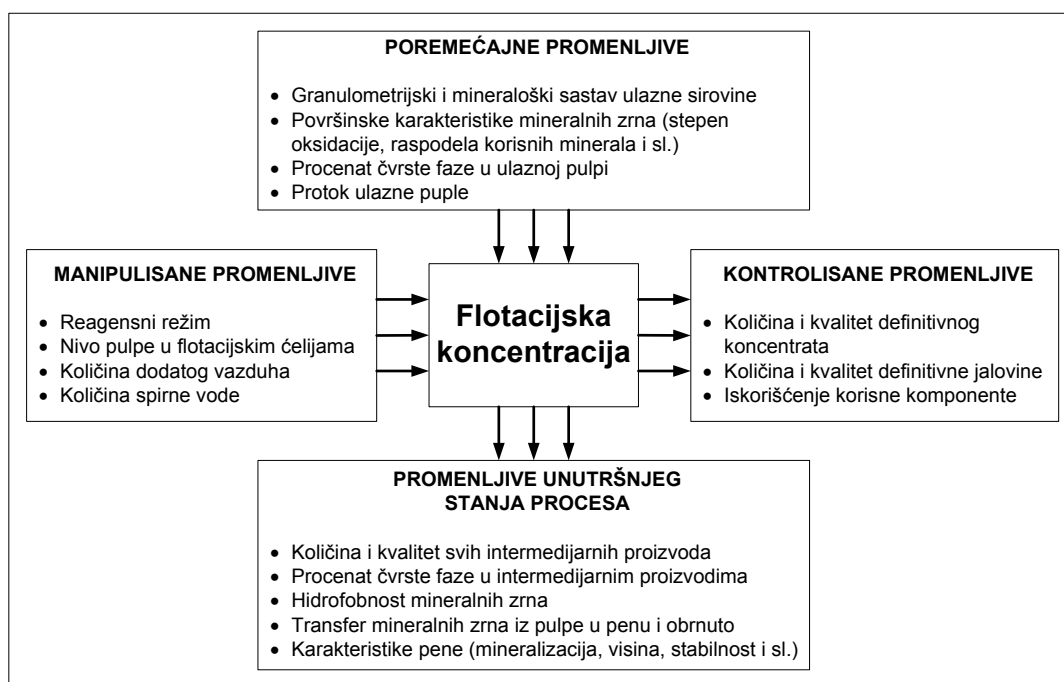 POREMEĆAJNE PROMENLJIVE
• Granulometrijski i mineraloški sastav ulazne sirovine
• Površinske karakteristike mineralnih zrna (stepen
oksidacije, raspodela korisnih minerala i sl.)
• Procenat čvrste faze u ulaznoj pulpi
• Protok ulazne puple
MANIPULISANE PROMENLJIVE
• Reagensni režim
• Nivo pulpe u flotacijskim ćelijama
• Količina dodatog vazduha
• Količina spirne vode
Flotacijska
koncentracija
KONTROLISANE PROMENLJIVE
• Količina i kvalitet definitivnog
koncentrata
• Količina i kvalitet definitivne jalovine
• Iskorišćenje korisne komponente
PROMENLJIVE UNUTRŠNJEG
STANJA PROCESA
• Količina i kvalitet svih intermedijarnih proizvoda
• Procenat čvrste faze u intermedijarnim proizvodima
• Hidrofobnost mineralnih zrna
• Transfer mineralnih zrna iz pulpe u penu i obrnuto
• Karakteristike pene (mineralizacija, visina, stabilnost i sl.)